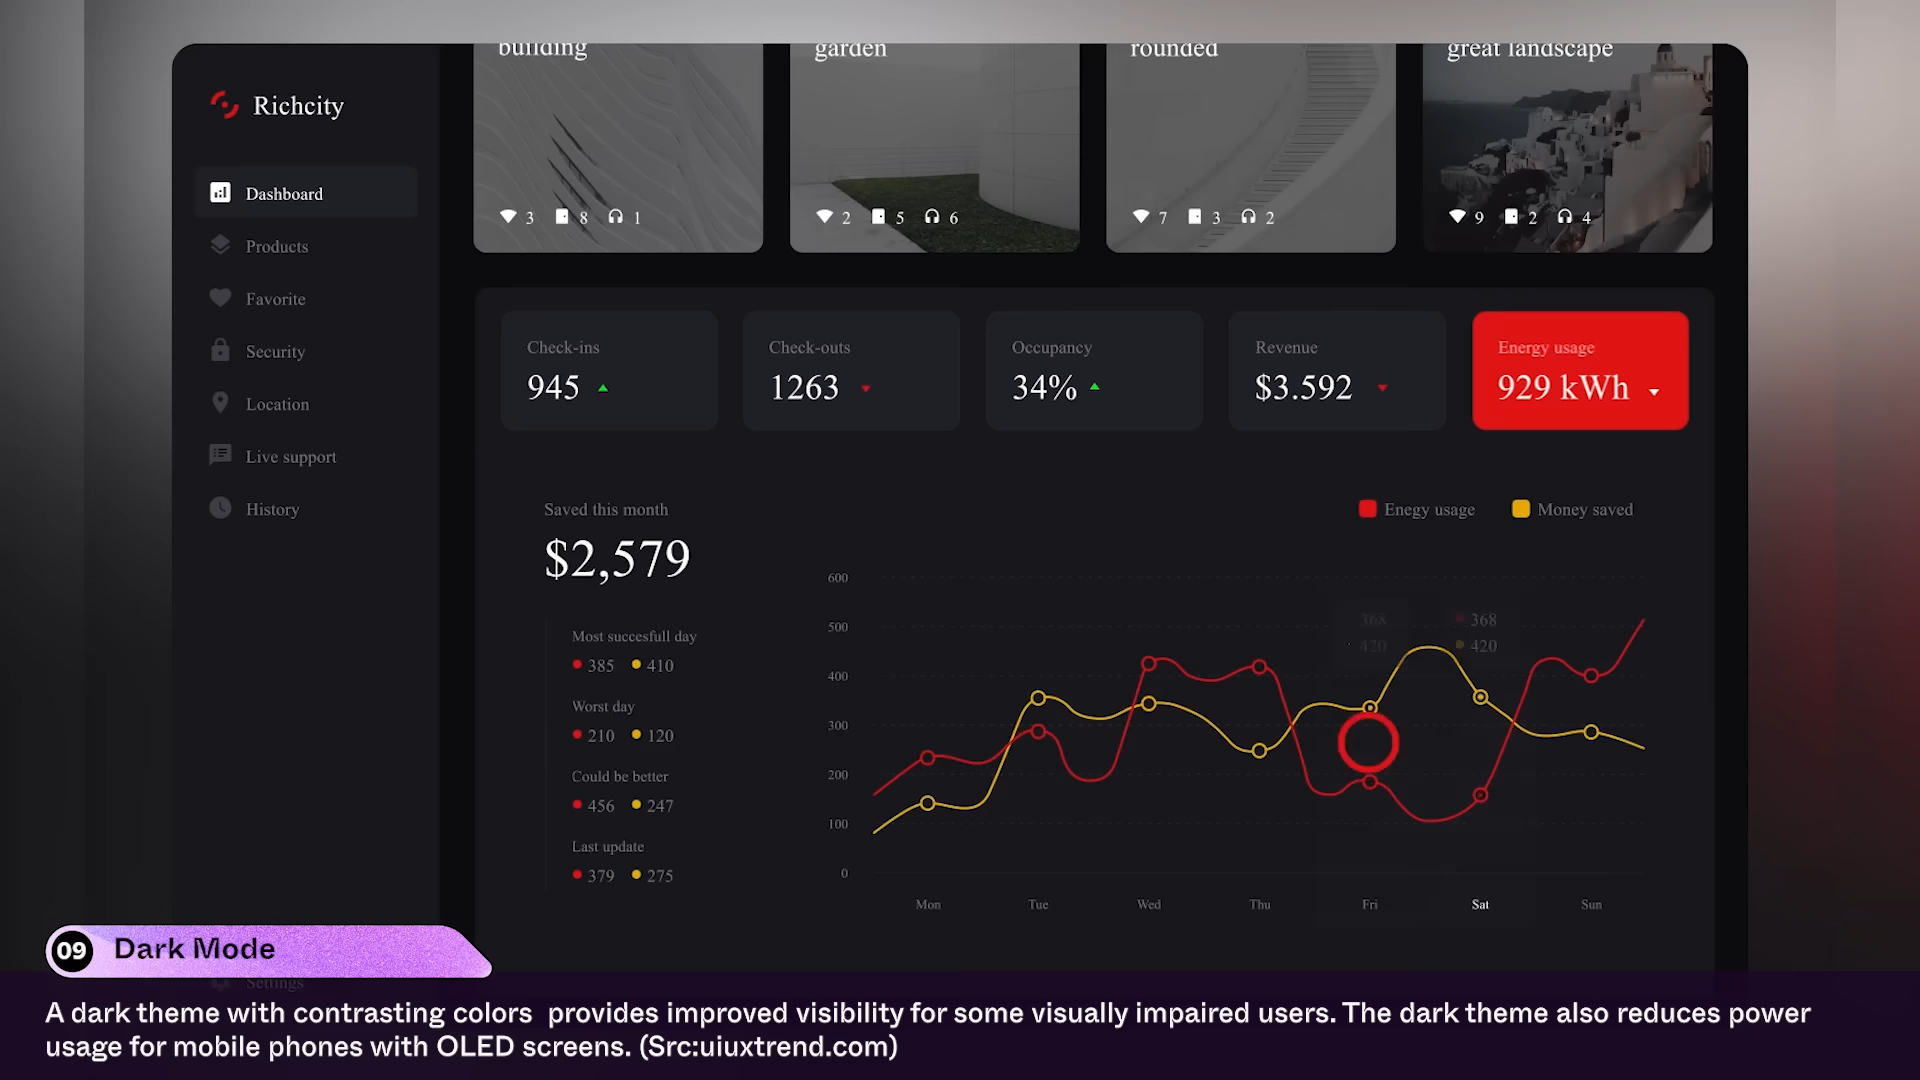 building
garden
rounded
great landscape
Richcity
Dashboard
Products
Favorite
Security
Location
Live support
History
Settings
3 8 1
2 5 6
7 3 2
9 2 4
Check-ins
945
Check-outs
1263
Occupancy
34%
Revenue
$3.592
Energy usage
929 kWh
Saved this month
$2,579
Enegy usage
Money saved
Most succesfull day
385 410
Worst day
210 120
Could be better
456 247
Last update
379 275
600
500
400
300
200
100
0
368
420
368
420
Mon Tue Wed Thu Fri Sat Sun
09 Dark Mode
A dark theme with contrasting colors provides improved visibility for some visually impaired users. The dark theme also reduces power
usage for mobile phones with OLED screens. (Src:uiuxtrend.com)